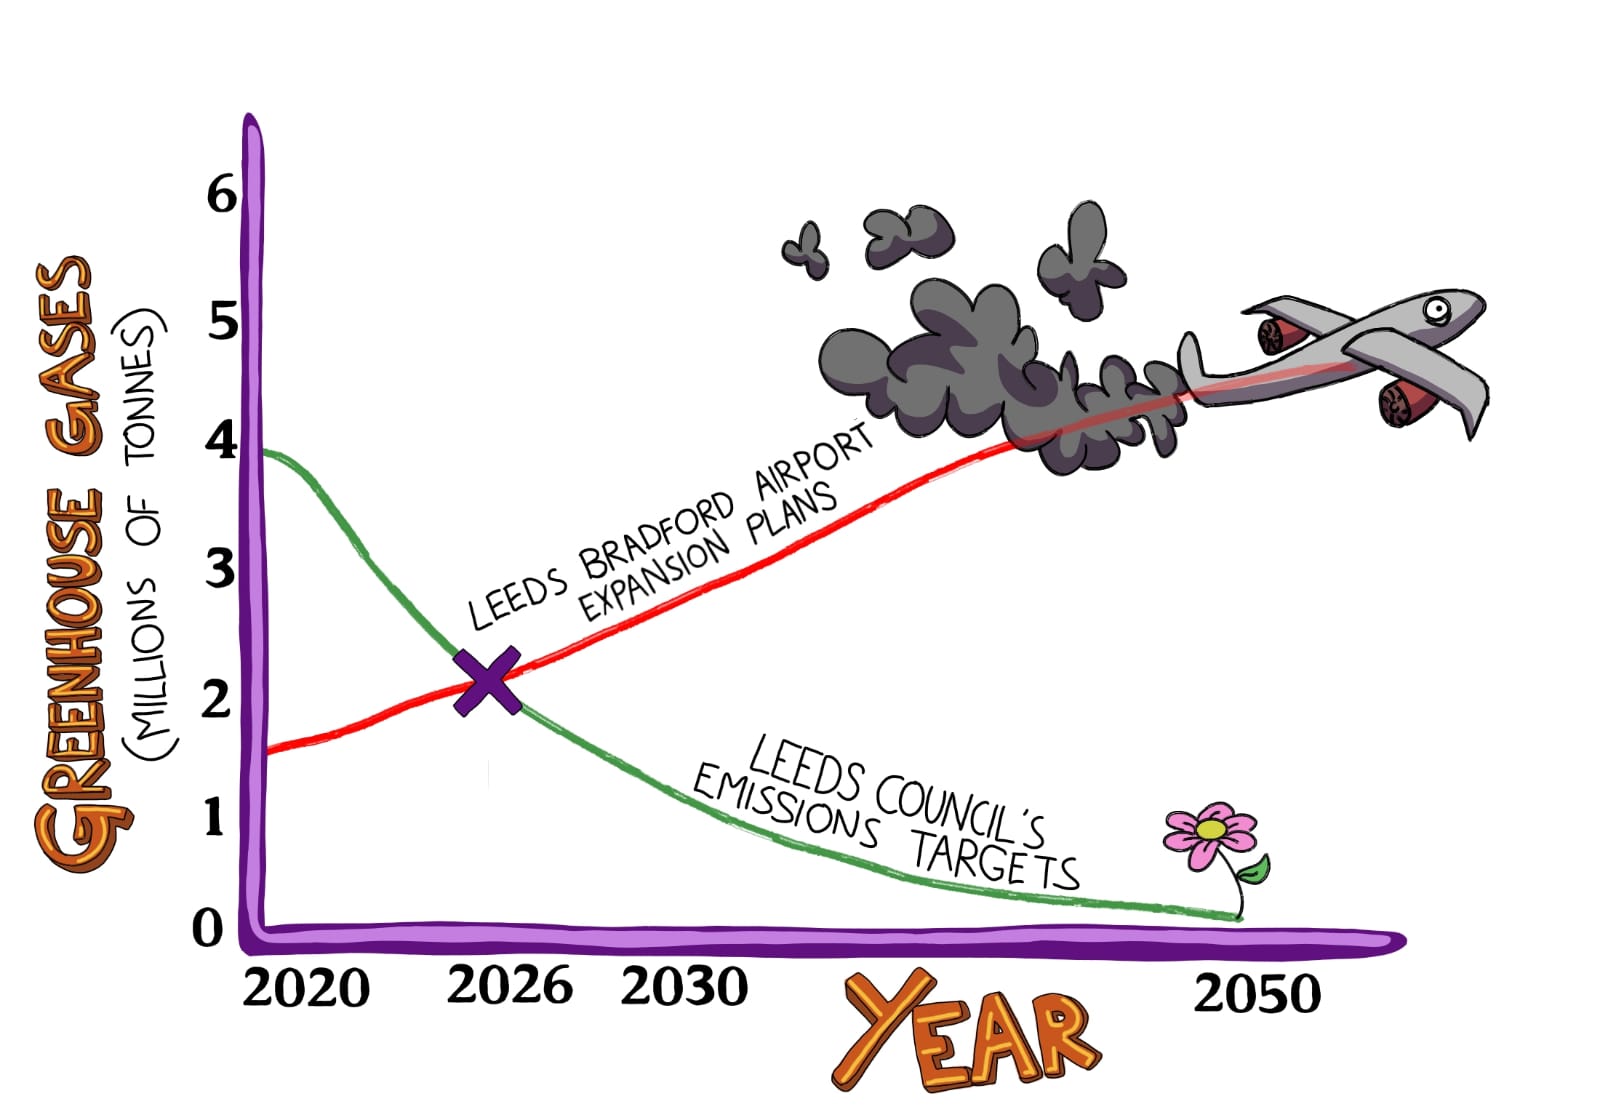 GREENHOUSE GASES
(MILLIONS OF TONNES)
6
5
4
3
2
1
0
LEEDS BRADFORD AIRPORT
EXPANSION PLANS
LEEDS COUNCIL'S
EMISSIONS TARGETS
2020
2026
2030
2050
YEAR